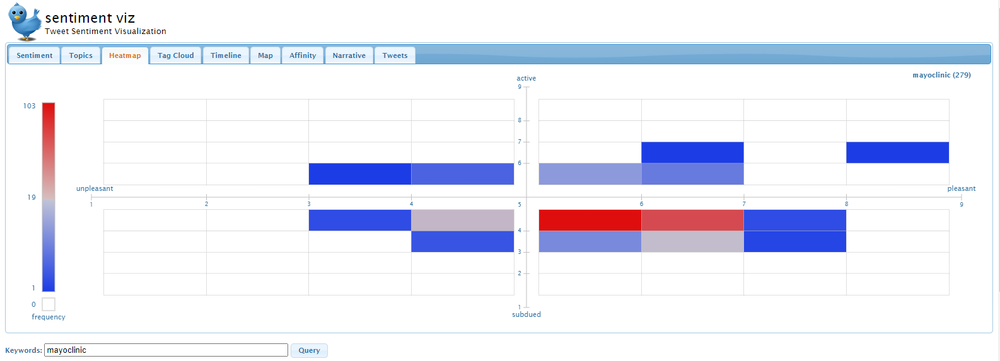 sentiment viz
Tweet Sentiment Visualization
Sentiment Topics Heatmap Tag Cloud Timeline Map Affinity Narrative Tweets
mayoclinic (279)
active
9
8
7
6
103
19
1
0
frequency
unpleasant
pleasant
1 2 3 4 5 6 7 8 9
4
3
2
1
subdued
Keywords: mayoclinic Query